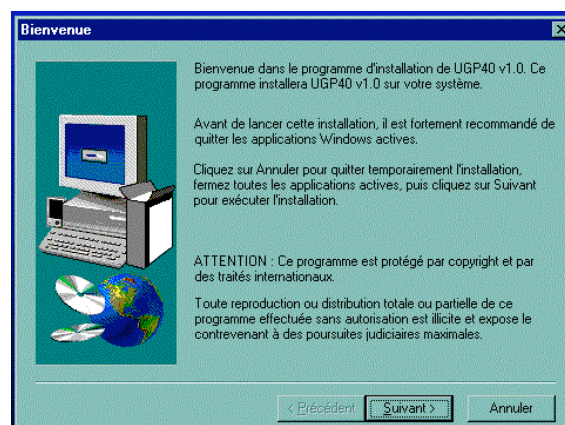 Bienvenue
Bienvenue dans le programme d'installation de UGP40 v1.0. Ce
programme installera UGP40 v1.0 sur votre système.
Avant de lancer cette installation, il est fortement recommandé de
quitter les applications Windows actives.
Cliquez sur Annuler pour quitter temporairement l'installation,
fermez toutes les applications actives, puis cliquez sur Suivant
pour exécuter l'installation.
ATTENTION : Ce programme est protégé par copyright et par
des traités internationaux.
Toute reproduction ou distribution totale ou partielle de ce
programme effectuée sans autorisation est illicite et expose le
contrevenant à des poursuites judiciaires maximales.
< Précédent Suivant > Annuler